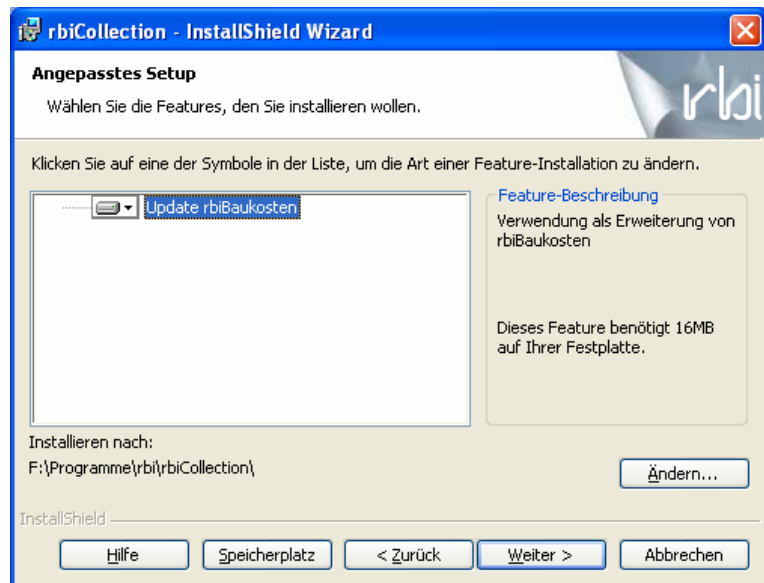 rbiCollection - InstallShield Wizard
Angepasstes Setup
Wählen Sie die Features, den Sie installieren wollen.
rbi
Klicken Sie auf eine der Symbole in der Liste, um die Art einer Feature-Installation zu ändern.
Update rbiBaukosten
Feature-Beschreibung
Verwendung als Erweiterung von
rbiBaukosten
Dieses Feature benötigt 16MB
auf Ihrer Festplatte.
Installieren nach:
F:\Programme\rbi\rbiCollection\
Ändern...
InstallShield
Hilfe
Speicherplatz
< Zurück
Weiter >
Abbrechen